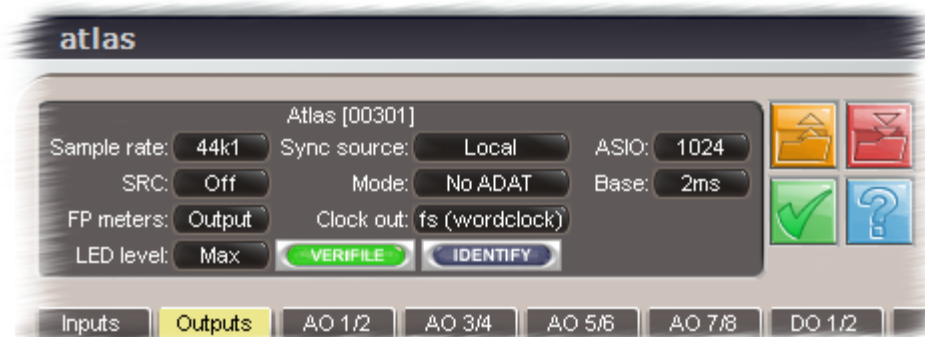 atlas
Atlas [00301]
Sample rate: 44k1 Sync source: Local ASIO: 1024
SRC: Off Mode: No ADAT Base: 2ms
FP meters: Output Clock out: fs (wordclock)
LED level: Max VERIFILE IDENTIFY
Inputs Outputs AO 1/2 AO 3/4 AO 5/6 AO 7/8 DO 1/2